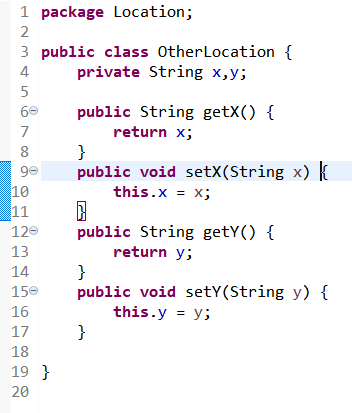 1 package Location;
2
3 public class OtherLocation {
4     private String x,y;
5
6     public String getX() {
7         return x;
8     }
9     public void setX(String x) {
10         this.x = x;
11     }
12     public String getY() {
13         return y;
14     }
15     public void setY(String y) {
16         this.y = y;
17     }
18
19 }
20